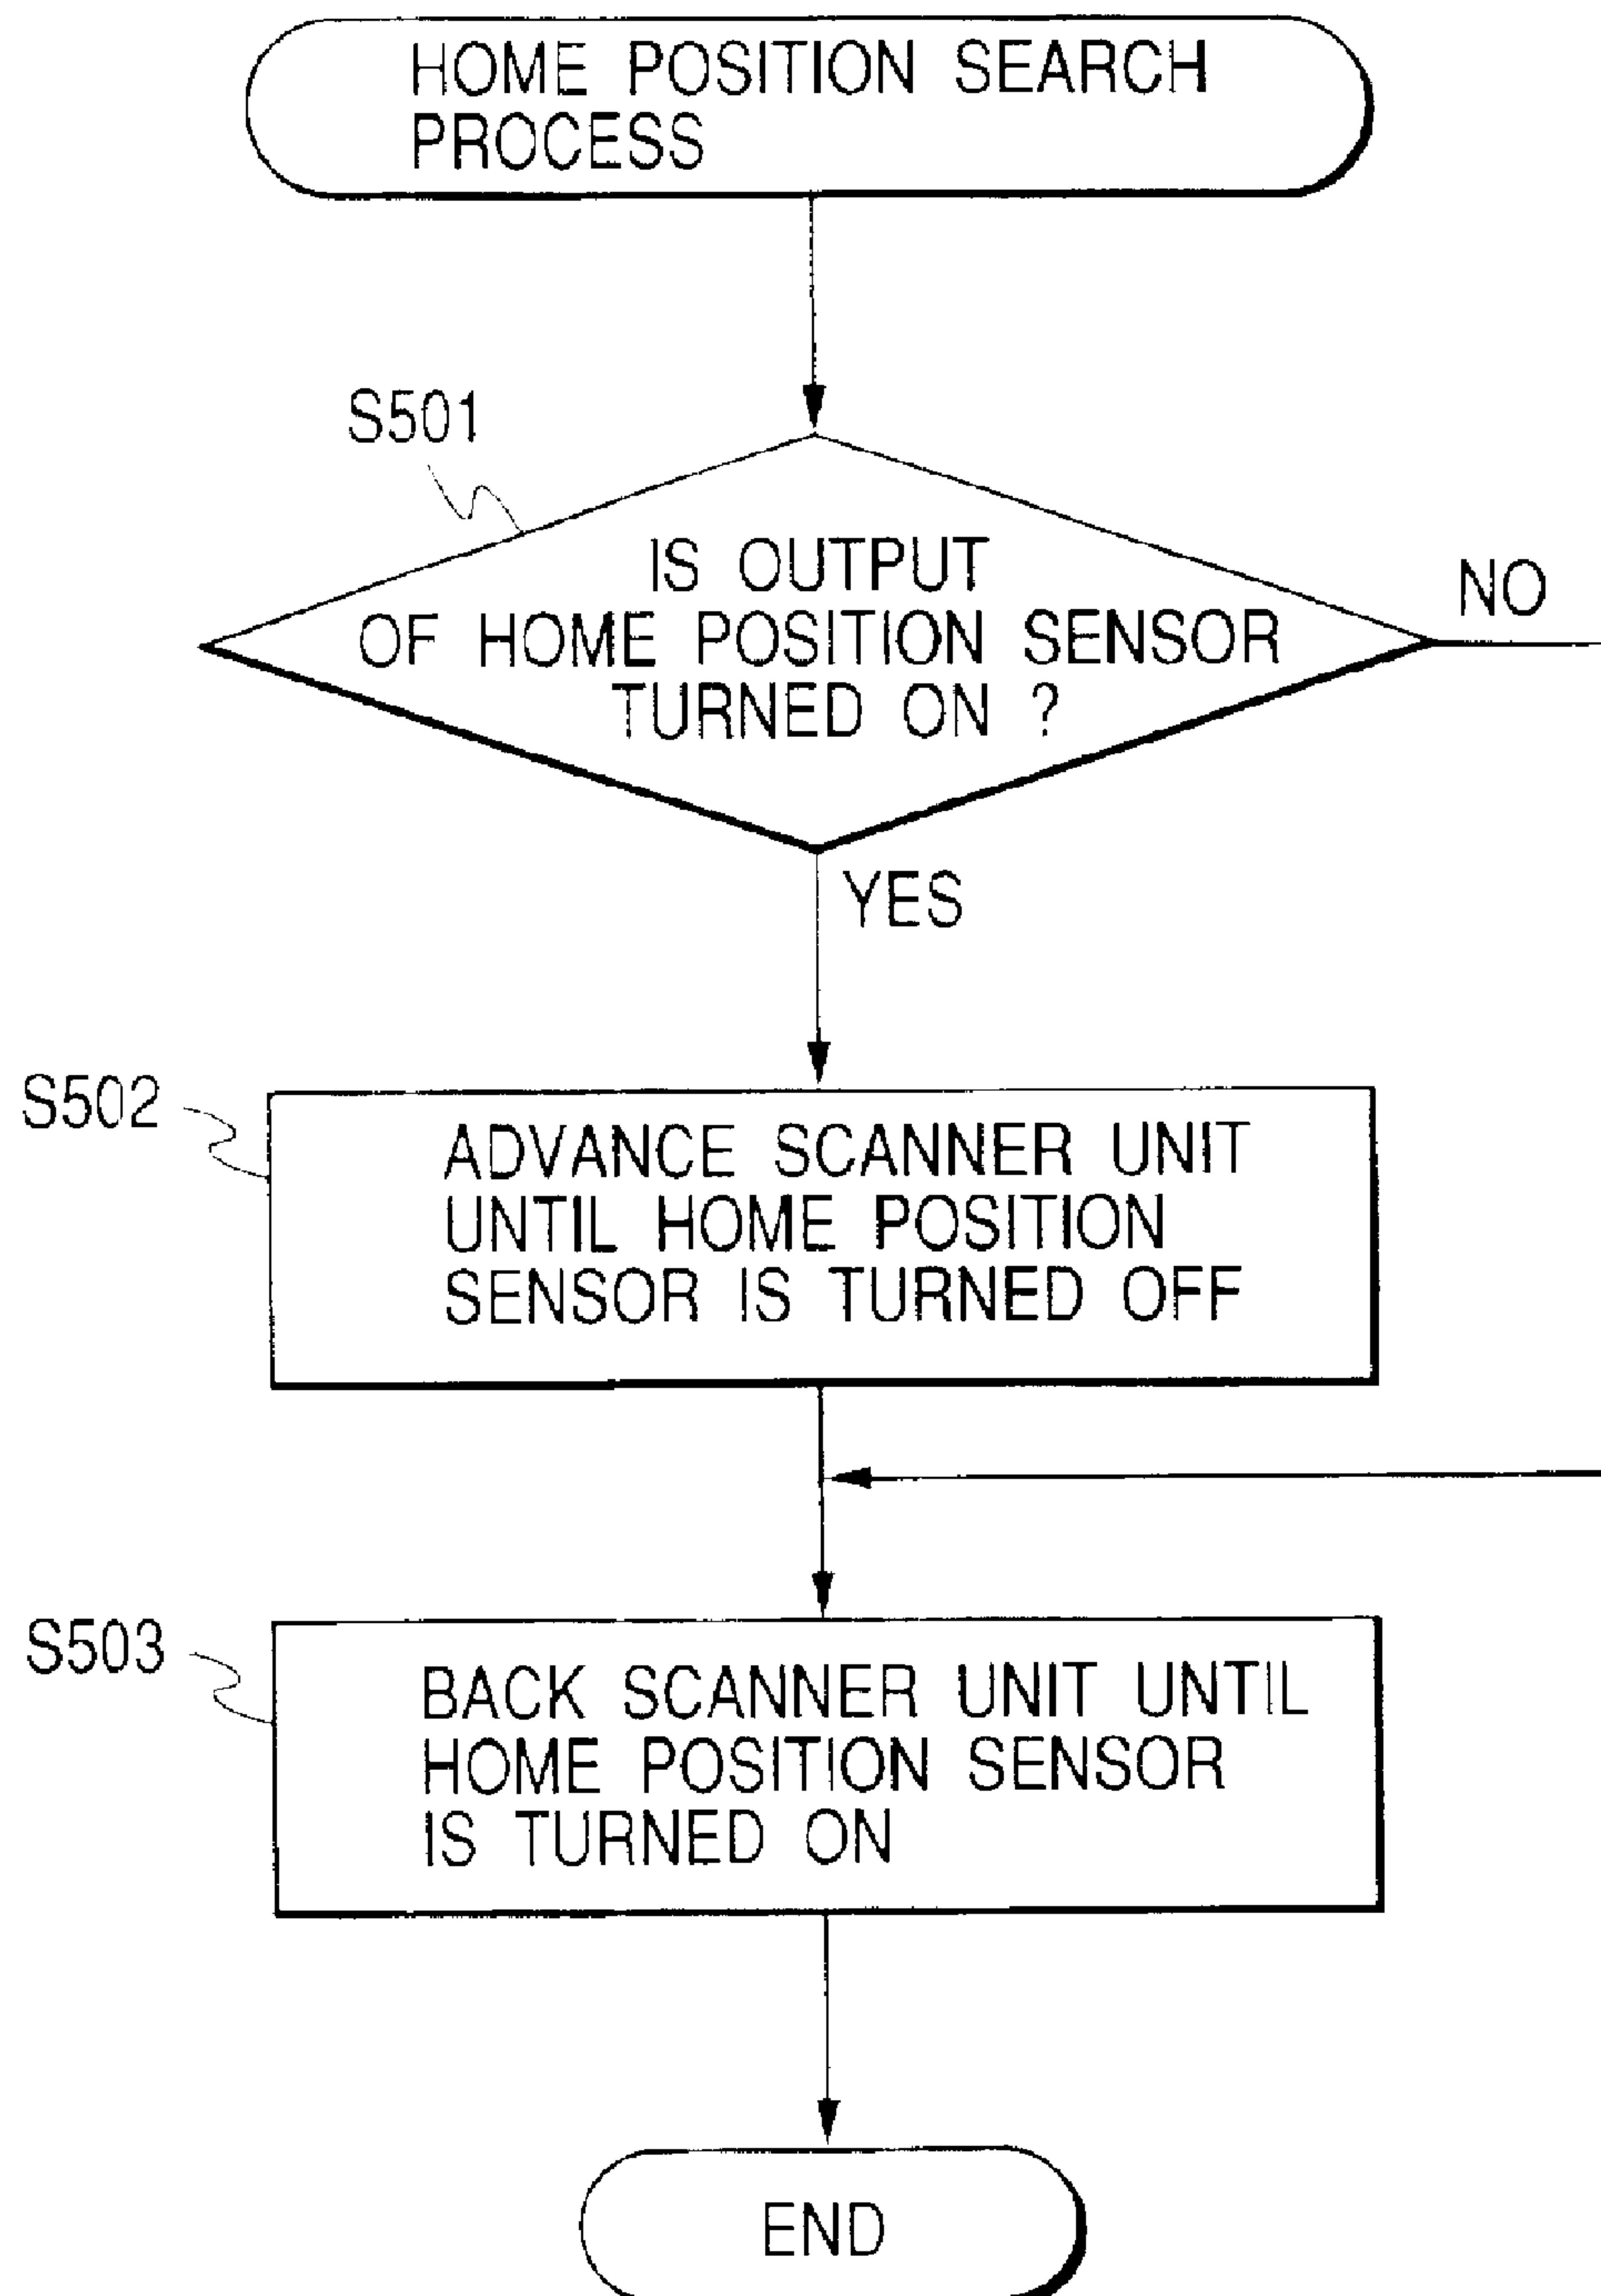 HOME POSITION SEARCH
PROCESS
S501
IS OUTPUT
OF HOME POSITION SENSOR
TURNED ON ?
NO
YES
S502
ADVANCE SCANNER UNIT
UNTIL HOME POSITION
SENSOR IS TURNED OFF
S503
BACK SCANNER UNIT UNTIL
HOME POSITION SENSOR
IS TURNED ON
END